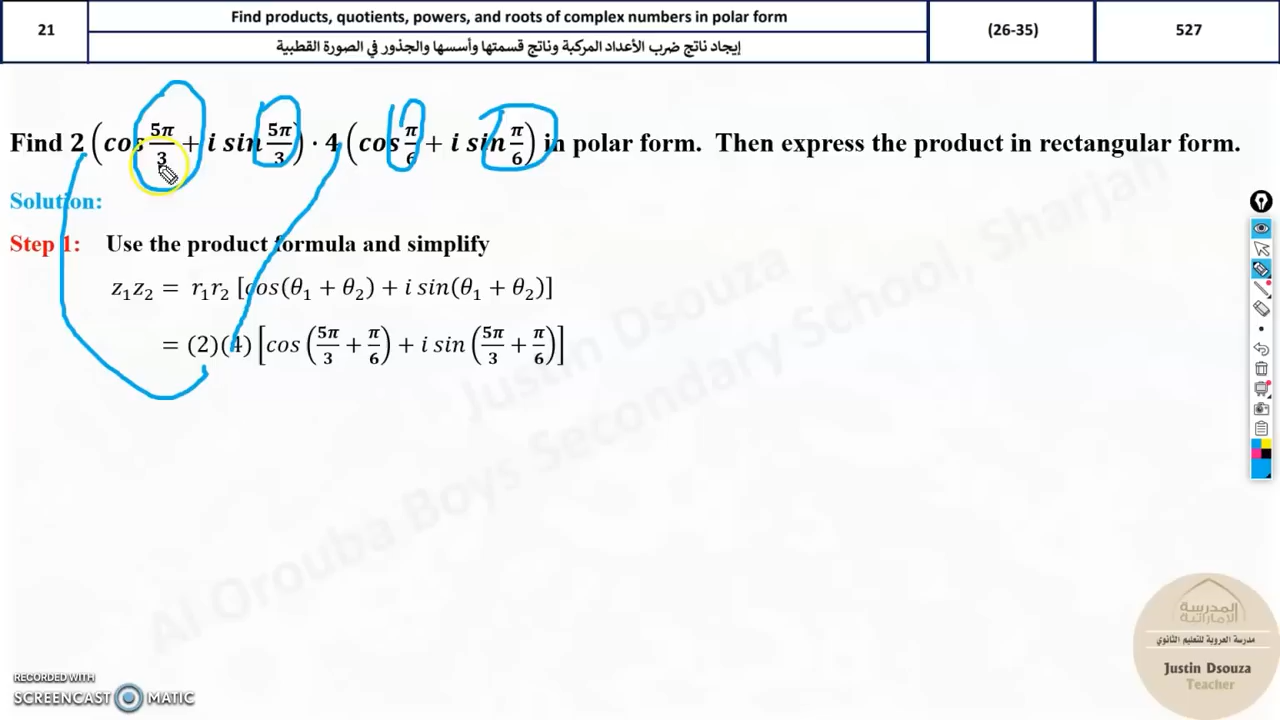 21
Find products, quotients, powers, and roots of complex numbers in polar form
إيجاد ناتج ضرب الأعداد المركبة وناتج قسمتها وأسسها والجذور في الصورة القطبية
(26-35)
527
Find 2 (cos 5π/3 + i sin 5π/3) · 4 (cos π/6 + i sin π/6) in polar form. Then express the product in rectangular form.
Solution:
Step 1: Use the product formula and simplify
z₁z₂ = r₁r₂ [cos(θ₁ + θ₂) + i sin(θ₁ + θ₂)]
= (2)(4) [cos (5π/3 + π/6) + i sin (5π/3 + π/6)]
Justin Dsouza
Al Orouba Boys Secondary School, Sharjah
المدرسة
الإماراتية
مدرسة العروبة للتعليم الثانوي
Justin Dsouza
Teacher
RECORDED WITH
SCREENCAST MATIC